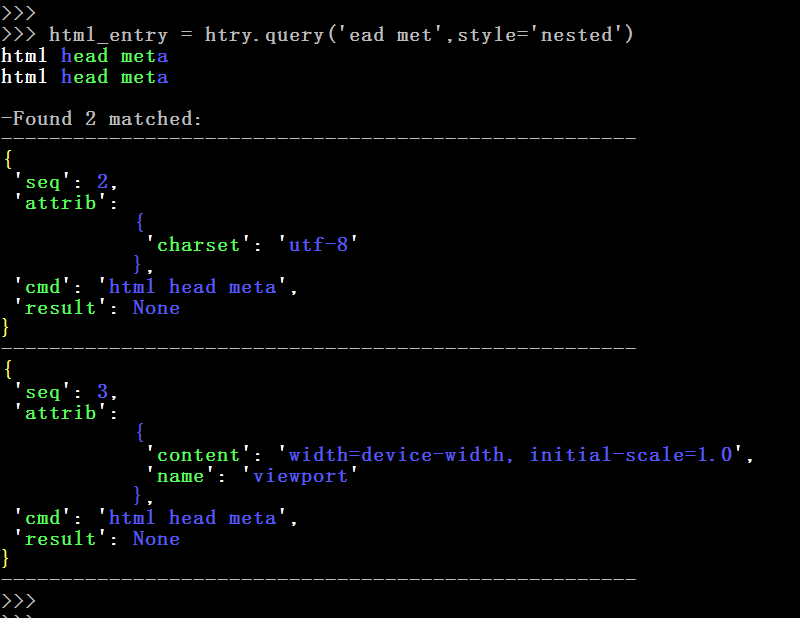 >>>
>>> html_entry = htry.query('ead met',style='nested')
html head meta
html head meta
-Found 2 matched:
-----------------------------------------------------
{
 'seq': 2,
 'attrib':
           {
            'charset': 'utf-8'
           },
 'cmd': 'html head meta',
 'result': None
}
-----------------------------------------------------
{
 'seq': 3,
 'attrib':
           {
            'content': 'width=device-width, initial-scale=1.0',
            'name': 'viewport'
           },
 'cmd': 'html head meta',
 'result': None
}
-----------------------------------------------------
>>>
>>>